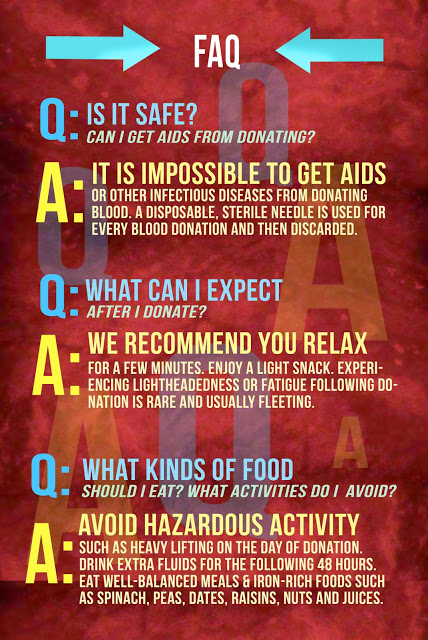 FAQ
Q: IS IT SAFE?
CAN I GET AIDS FROM DONATING?
A: IT IS IMPOSSIBLE TO GET AIDS
OR OTHER INFECTIOUS DISEASES FROM DONATING
BLOOD. A DISPOSABLE, STERILE NEEDLE IS USED FOR
EVERY BLOOD DONATION AND THEN DISCARDED.
Q: WHAT CAN I EXPECT
AFTER I DONATE?
A: WE RECOMMEND YOU RELAX
FOR A FEW MINUTES. ENJOY A LIGHT SNACK. EXPERI-
ENCING LIGHTHEADEDNESS OR FATIGUE FOLLOWING DO-
NATION IS RARE AND USUALLY FLEETING.
Q: WHAT KINDS OF FOOD
SHOULD I EAT? WHAT ACTIVITIES DO I AVOID?
A: AVOID HAZARDOUS ACTIVITY
SUCH AS HEAVY LIFTING ON THE DAY OF DONATION.
DRINK EXTRA FLUIDS FOR THE FOLLOWING 48 HOURS.
EAT WELL-BALANCED MEALS & IRON-RICH FOODS SUCH
AS SPINACH, PEAS, DATES, RAISINS, NUTS AND JUICES.